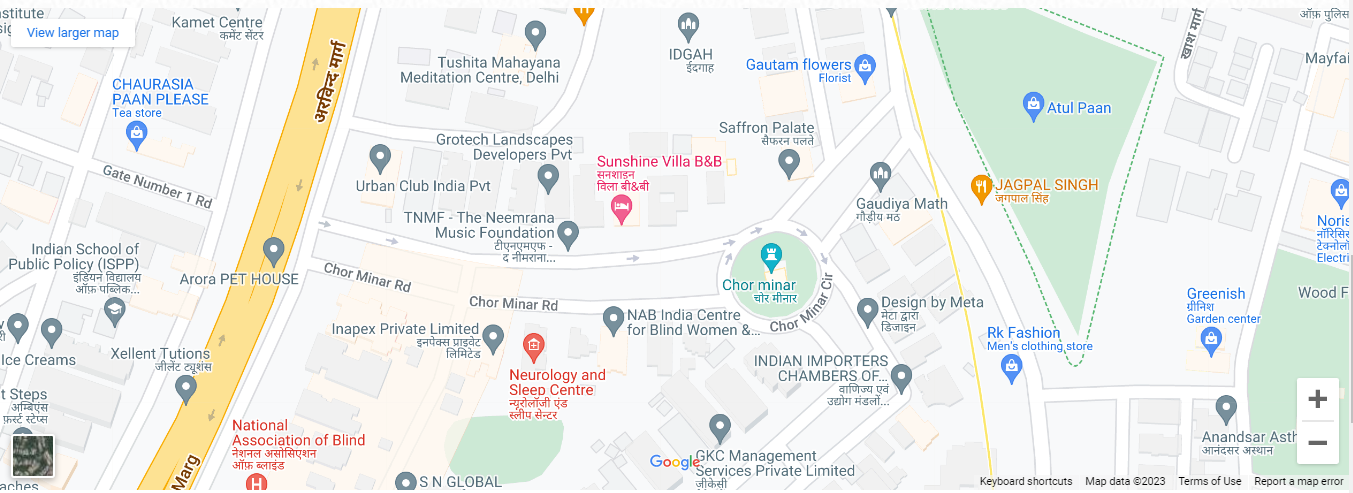 stitute
Kamet Centre
कमेंट सेंटर
View larger map
Tushita Mahayana
Meditation Centre, Delhi
IDGAH
ईदगाह
Gautam flowers
Florist
ऑफ़ पुलिस
Mayfai
खाश मार्ग
अरविन्द मार्ग
CHAURASIA
PAAN PLEASE
Tea store
Atul Paan
Gate Number 1 Rd
Grotech Landscapes
Developers Pvt
Urban Club India Pvt
Sunshine Villa B&B
सनशाइन
विला बी&बी
Saffron Palate
सैफरन पलते
JAGPAL SINGH
जगपाल सिंह
Gaudiya Math
गौड़ीय मठ
TNMF - The Neemrana
Music Foundation
टीएनएमएफ -
द नीमराना...
Noris
नॉरिसि
टेक्नोलॉ
Electri
Indian School of
Public Policy (ISPP)
इंडियन विद्यालय
ऑफ़ पब्लिक...
Arora PET HOUSE
Chor Minar Rd
Chor Minar Rd
Chor minar
चोर मीनार
Chor Minar Cir
Design by Meta
मेटा द्वारा
डिजाइन
Greenish
ग्रीनिश
Garden center
Wood F
Ice Creams
Inapex Private Limited
इनपेक्स प्राइवेट
लिमिटेड
NAB India Centre
for Blind Women &...
Rk Fashion
Men's clothing store
Xellent Tutions
जीलेंट ट्यूशंस
Neurology and
Sleep Centre
न्यूरोलॉजी एंड
स्लीप सेन्टर
INDIAN IMPORTERS
CHAMBERS OF...
वाणिज्य एवं
उद्योग मंडलों...
t Steps
अम्बिएंस
फ़र्स्ट स्टेप्स
National
Association of Blind
नेशनल असोसिएशन
ऑफ़ ब्लाइंड
Anandsar Asth
आनंदसर अस्थान
Marg
aches
S N GLOBAL
Google
GKC Management
Services Private Limited
जीकेसी
Keyboard shortcuts
Map data ©2023
Terms of Use
Report a map error